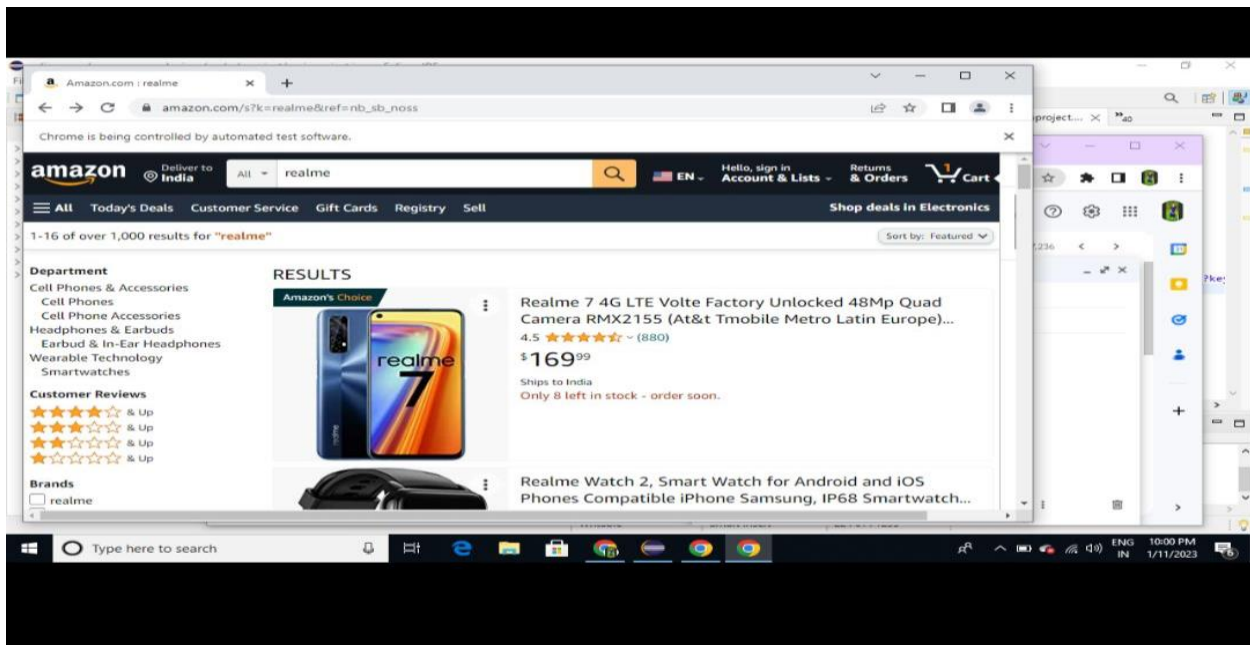 Amazon.com : realme
amazon.com/s?k=realme&ref=nb_sb_noss
Chrome is being controlled by automated test software.
amazon
Deliver to
India
All
realme
EN
Hello, sign in
Account & Lists
Returns
& Orders
1
Cart
All Today's Deals Customer Service Gift Cards Registry Sell
Shop deals in Electronics
1-16 of over 1,000 results for "realme"
Sort by: Featured
Department
Cell Phones & Accessories
Cell Phones
Cell Phone Accessories
Headphones & Earbuds
Earbud & In-Ear Headphones
Wearable Technology
Smartwatches
Customer Reviews
& Up
& Up
& Up
& Up
Brands
realme
RESULTS
Amazon's Choice
realme
7
realme
Realme 7 4G LTE Volte Factory Unlocked 48Mp Quad
Camera RMX2155 (At&t Tmobile Metro Latin Europe)...
4.5 (880)
$16999
Ships to India
Only 8 left in stock - order soon.
Realme Watch 2, Smart Watch for Android and iOS
Phones Compatible iPhone Samsung, IP68 Smartwatch...
project...
40
?key
Type here to search
ENG
IN
10:00 PM
1/11/2023
6